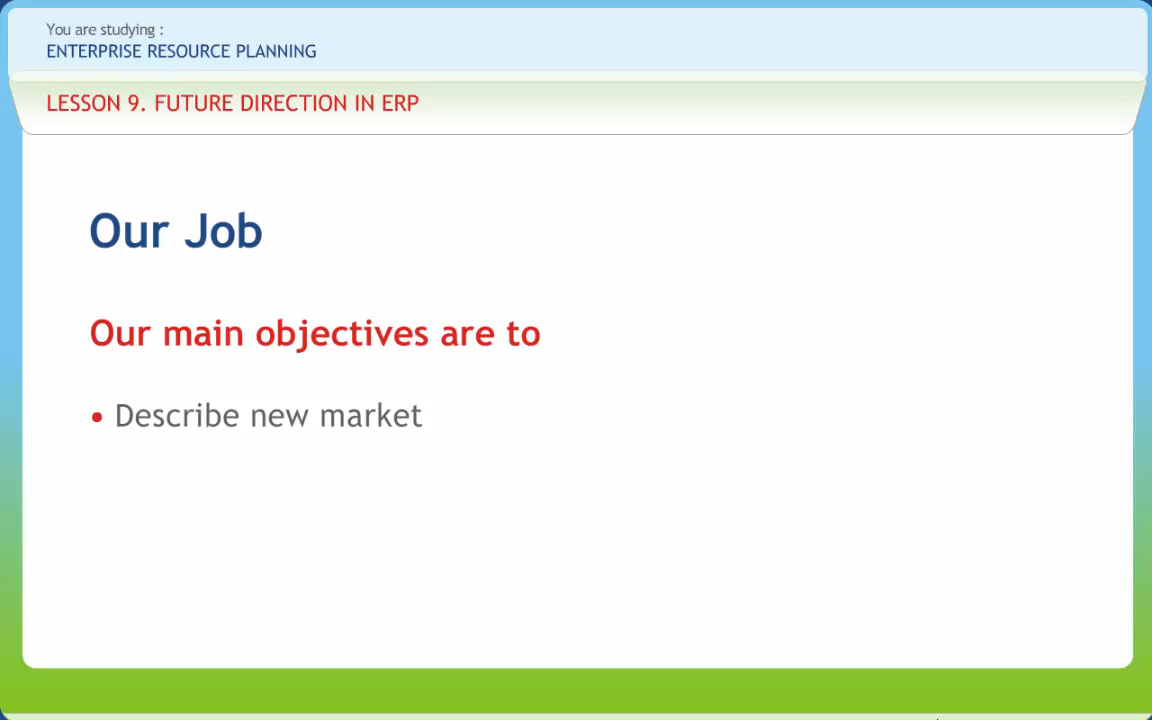 You are studying :
ENTERPRISE RESOURCE PLANNING
LESSON 9. FUTURE DIRECTION IN ERP
Our Job
Our main objectives are to
• Describe new market